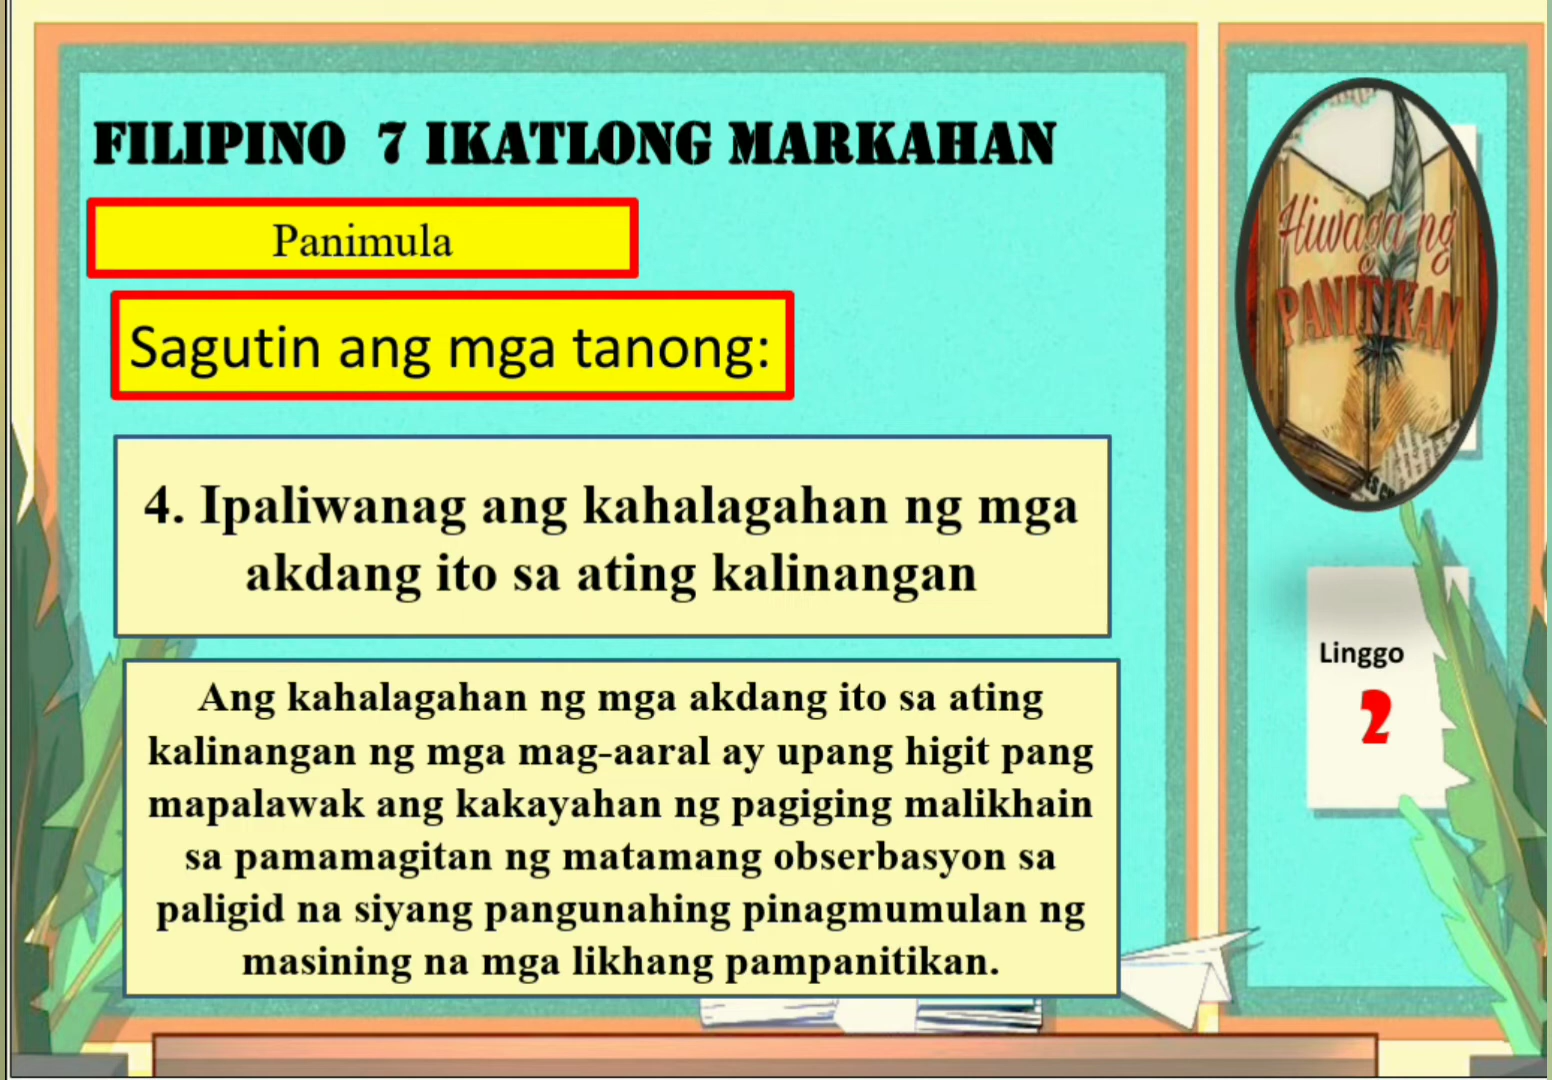 FILIPINO 7 IKATLONG MARKAHAN
Panimula
Sagutin ang mga tanong:
4. Ipaliwanag ang kahalagahan ng mga
akdang ito sa ating kalinangan
Ang kahalagahan ng mga akdang ito sa ating
kalinangan ng mga mag-aaral ay upang higit pang
mapalawak ang kakayahan ng pagiging malikhain
sa pamamagitan ng matamang obserbasyon sa
paligid na siyang pangunahing pinagmumulan ng
masining na mga likhang pampanitikan.
Hiwaga ng
PANITIKAN
Linggo
2